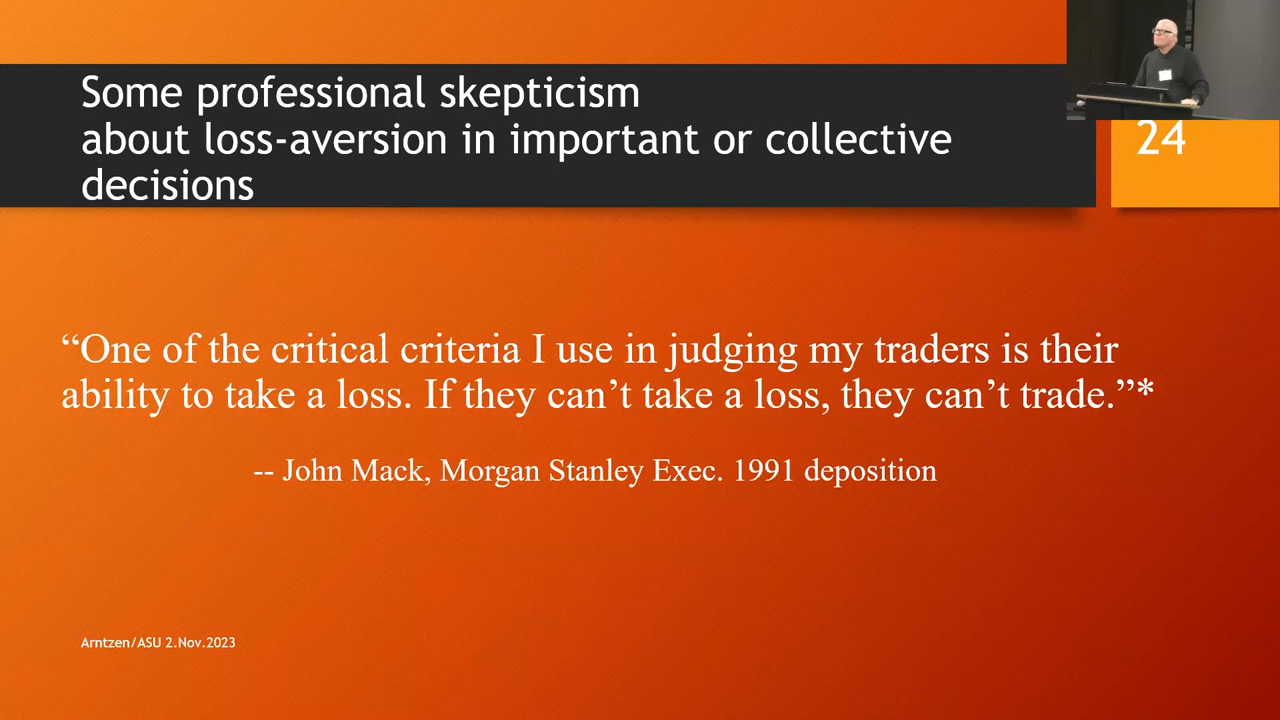 Some professional skepticism
about loss-aversion in important or collective
decisions
24
“One of the critical criteria I use in judging my traders is their
ability to take a loss. If they can’t take a loss, they can’t trade.”*
-- John Mack, Morgan Stanley Exec. 1991 deposition
Arntzen/ASU 2.Nov.2023